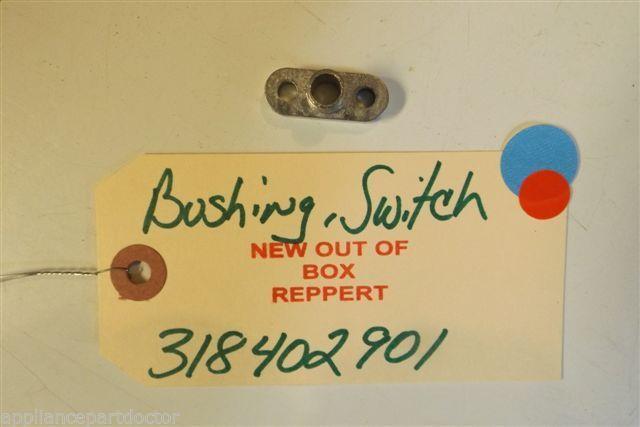 Bushing, Switch
NEW OUT OF
BOX
REPPERT
318402901
appliancepartdoctor